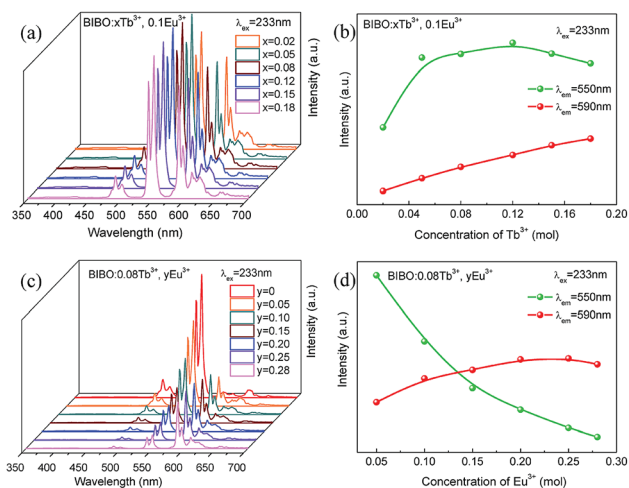 (a)
BIBO:xTb³⁺, 0.1Eu³⁺
λex=233nm
x=0.02
x=0.05
x=0.08
x=0.12
x=0.15
x=0.18
Intensity (a.u.)
350 400 450 500 550 600 650 700
Wavelength (nm)
(b)
BIBO:xTb³⁺, 0.1Eu³⁺
λex=233nm
λem=550nm
λem=590nm
Intensity (a.u.)
0.00 0.04 0.08 0.12 0.16 0.20
Concentration of Tb³⁺ (mol)
(c)
BIBO:0.08Tb³⁺, yEu³⁺
λex=233nm
y=0
y=0.05
y=0.10
y=0.15
y=0.20
y=0.25
y=0.28
Intensity (a.u.)
350 400 450 500 550 600 650 700
Wavelength (nm)
(d)
BIBO:0.08Tb³⁺, yEu³⁺
λex=233nm
λem=550nm
λem=590nm
Intensity (a.u.)
0.05 0.10 0.15 0.20 0.25 0.30
Concentration of Eu³⁺ (mol)